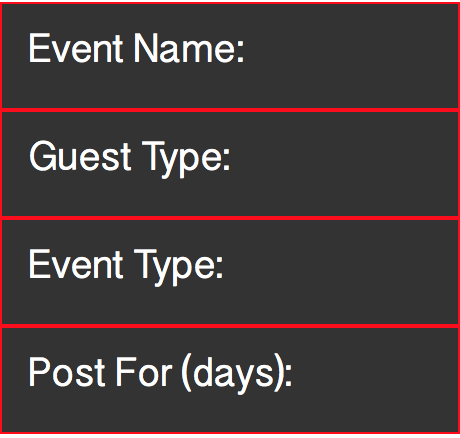 Event Name:
Guest Type:
Event Type:
Post For (days):